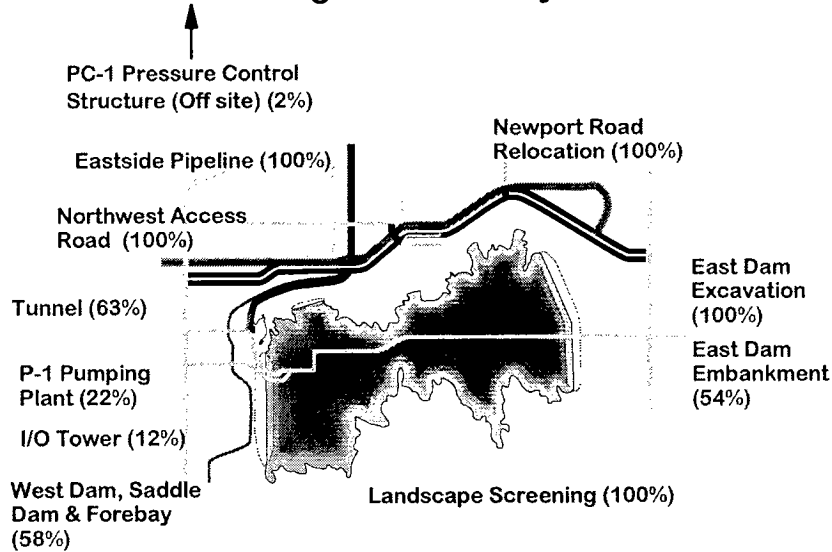 PC-1 Pressure Control
Structure (Off site) (2%)
Newport Road
Relocation (100%)
Eastside Pipeline (100%)
Northwest Access
Road (100%)
East Dam
Excavation
(100%)
Tunnel (63%)
East Dam
Embankment
(54%)
P-1 Pumping
Plant (22%)
I/O Tower (12%)
West Dam, Saddle
Dam & Forebay
(58%)
Landscape Screening (100%)